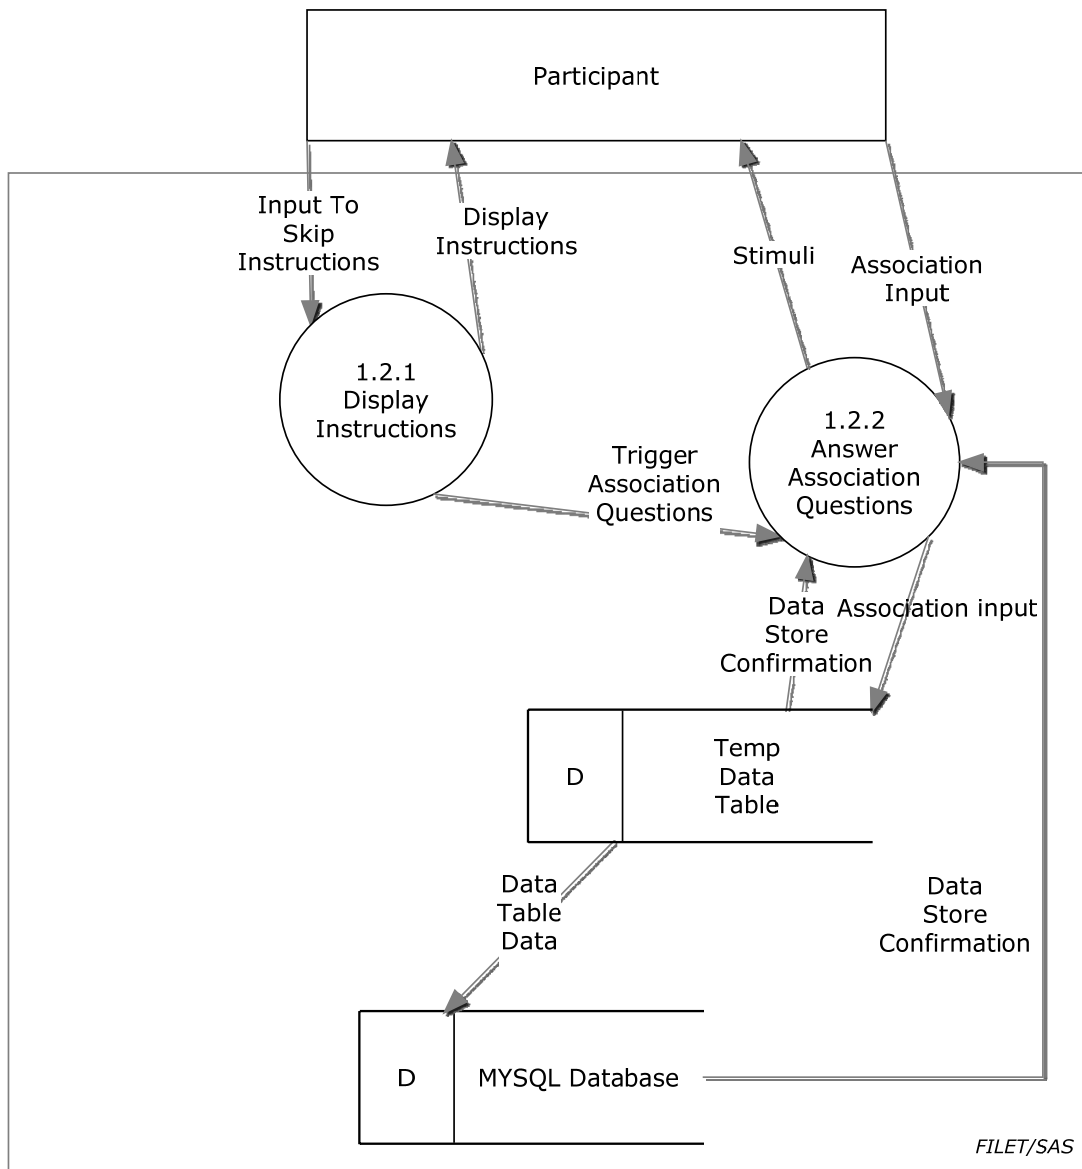 Participant
Input To
Skip
Instructions
Display
Instructions
Stimuli
Association
Input
1.2.1
Display
Instructions
1.2.2
Answer
Association
Questions
Trigger
Association
Questions
Data
Store
Confirmation
Association input
D
Temp
Data
Table
Data
Table
Data
Data
Store
Confirmation
D
MYSQL Database
FILET/SAS